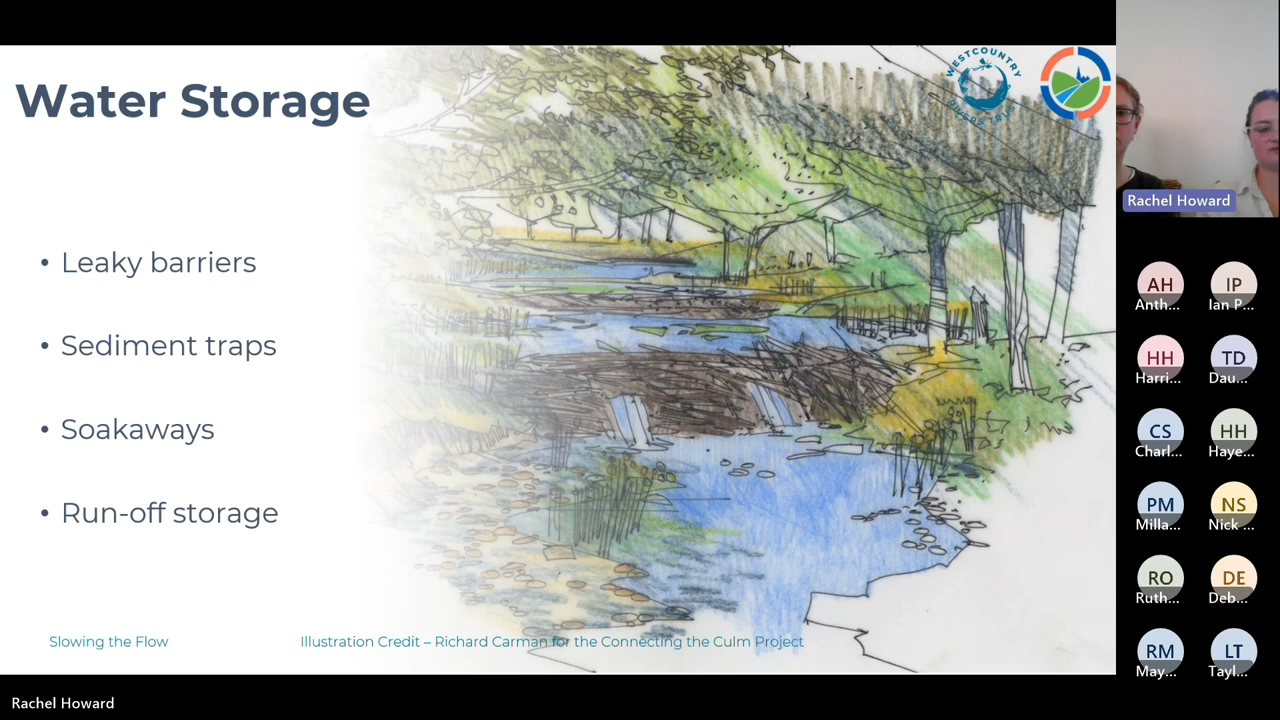 Water Storage
WESTCOUNTRY
RIVERS TRUST
• Leaky barriers
• Sediment traps
• Soakaways
• Run-off storage
Slowing the Flow
Illustration Credit – Richard Carman for the Connecting the Culm Project
Rachel Howard
Rachel Howard
AH
IP
Anth...
Ian P...
HH
TD
Harri...
Dau...
CS
HH
Charl...
Haye...
PM
NS
Milla...
Nick ...
RO
DE
Ruth...
Deb...
RM
LT
May...
Tayl...